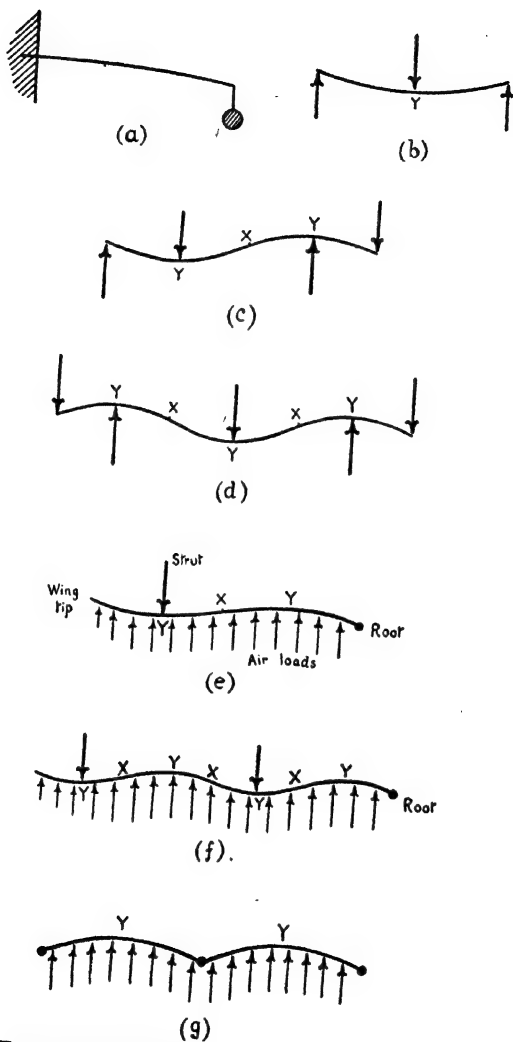 (a)
Y
(b)
Y
X
Y
(c)
Y
X
Y
X
Y
(d)
Strut
Wing
tip
X
Y
Y
Root
Air loads
(e)
X
Y
X
X
Y
Y
Y
Root
(f).
Y
Y
(g)